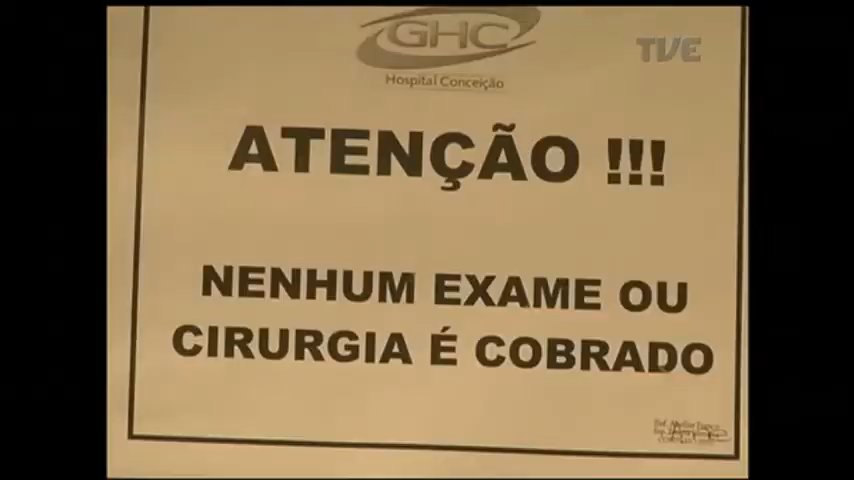 GHC
TVE
Hospital Conceição
ATENÇÃO !!!
NENHUM EXAME OU
CIRURGIA É COBRADO